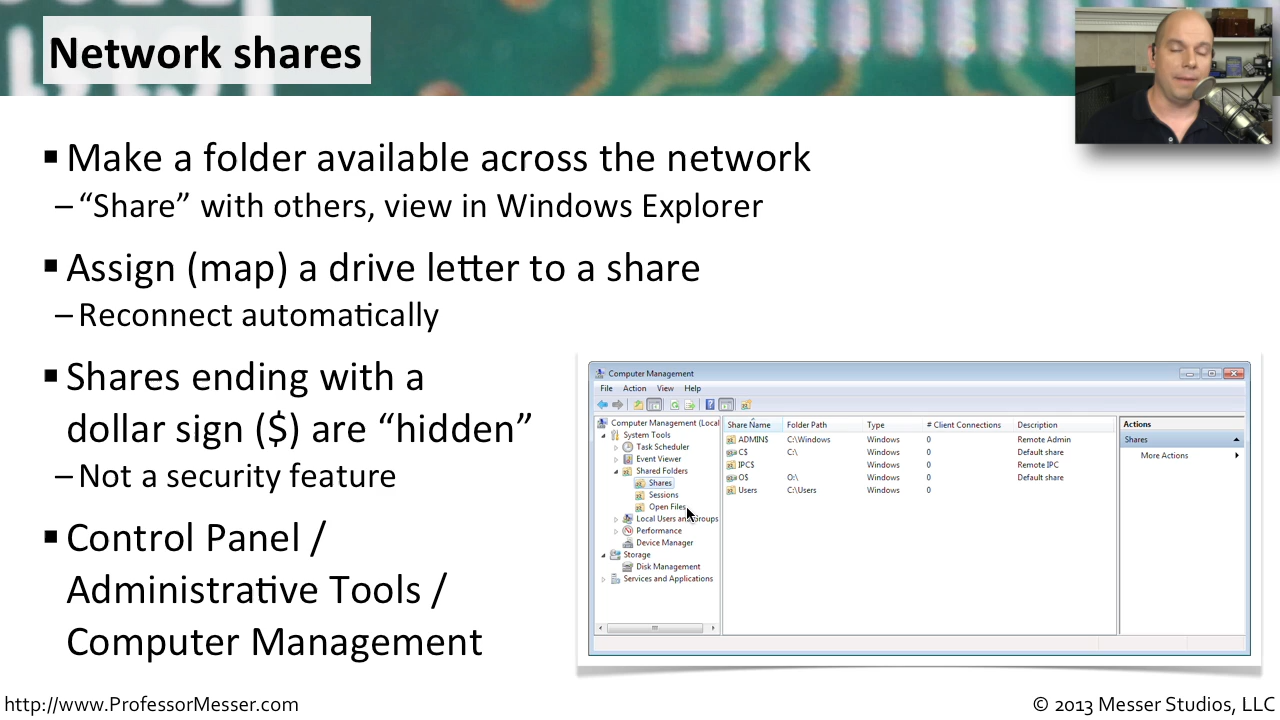 Network shares
Make a folder available across the network
– “Share” with others, view in Windows Explorer
Assign (map) a drive letter to a share
– Reconnect automatically
Shares ending with a
dollar sign ($) are “hidden”
– Not a security feature
Control Panel /
Administrative Tools /
Computer Management
Computer Management
File Action View Help
Computer Management (Local
System Tools
Task Scheduler
Event Viewer
Shared Folders
Shares
Sessions
Open Files
Local Users and Groups
Performance
Device Manager
Storage
Disk Management
Services and Applications
Share Name Folder Path Type # Client Connections Description
ADMIN$ C:\Windows Windows 0 Remote Admin
C$ C:\ Windows 0 Default share
IPC$ Windows 0 Remote IPC
O$ O:\ Windows 0 Default share
Users C:\Users Windows 0
Actions
Shares
More Actions
http://www.ProfessorMesser.com
© 2013 Messer Studios, LLC